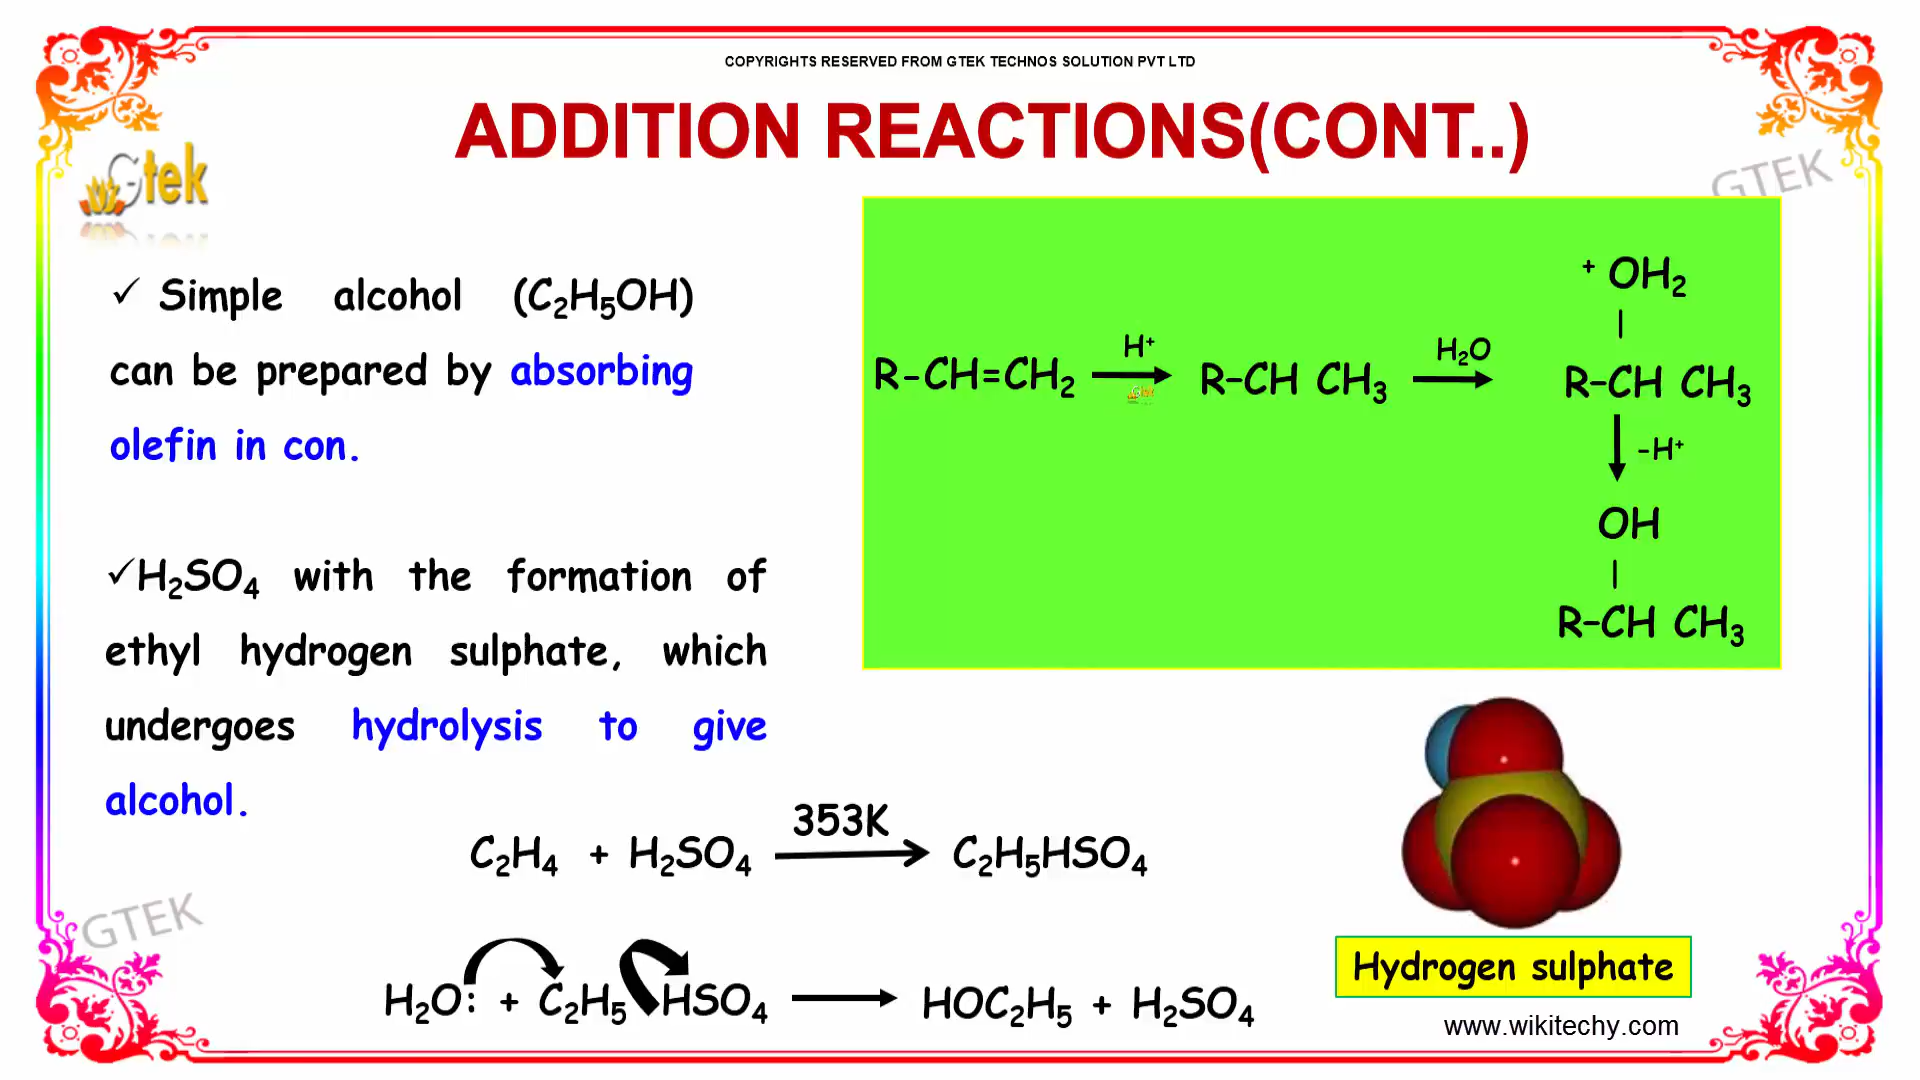 COPYRIGHTS RESERVED FROM GTEK TECHNOS SOLUTION PVT LTD
ADDITION REACTIONS(CONT..)
Gtek
GTEK
✓ Simple alcohol (C₂H₅OH)
can be prepared by absorbing
olefin in con.
✓H₂SO₄ with the formation of
ethyl hydrogen sulphate, which
undergoes hydrolysis to give
alcohol.
⁺ OH₂
|
H⁺ H₂O
R-CH=CH₂ → R–CH CH₃ → R–CH CH₃
↓ -H⁺
OH
|
R–CH CH₃
353K
C₂H₄ + H₂SO₄ → C₂H₅HSO₄
GTEK
H₂O: + C₂H₅ HSO₄ → HOC₂H₅ + H₂SO₄
Hydrogen sulphate
www.wikitechy.com